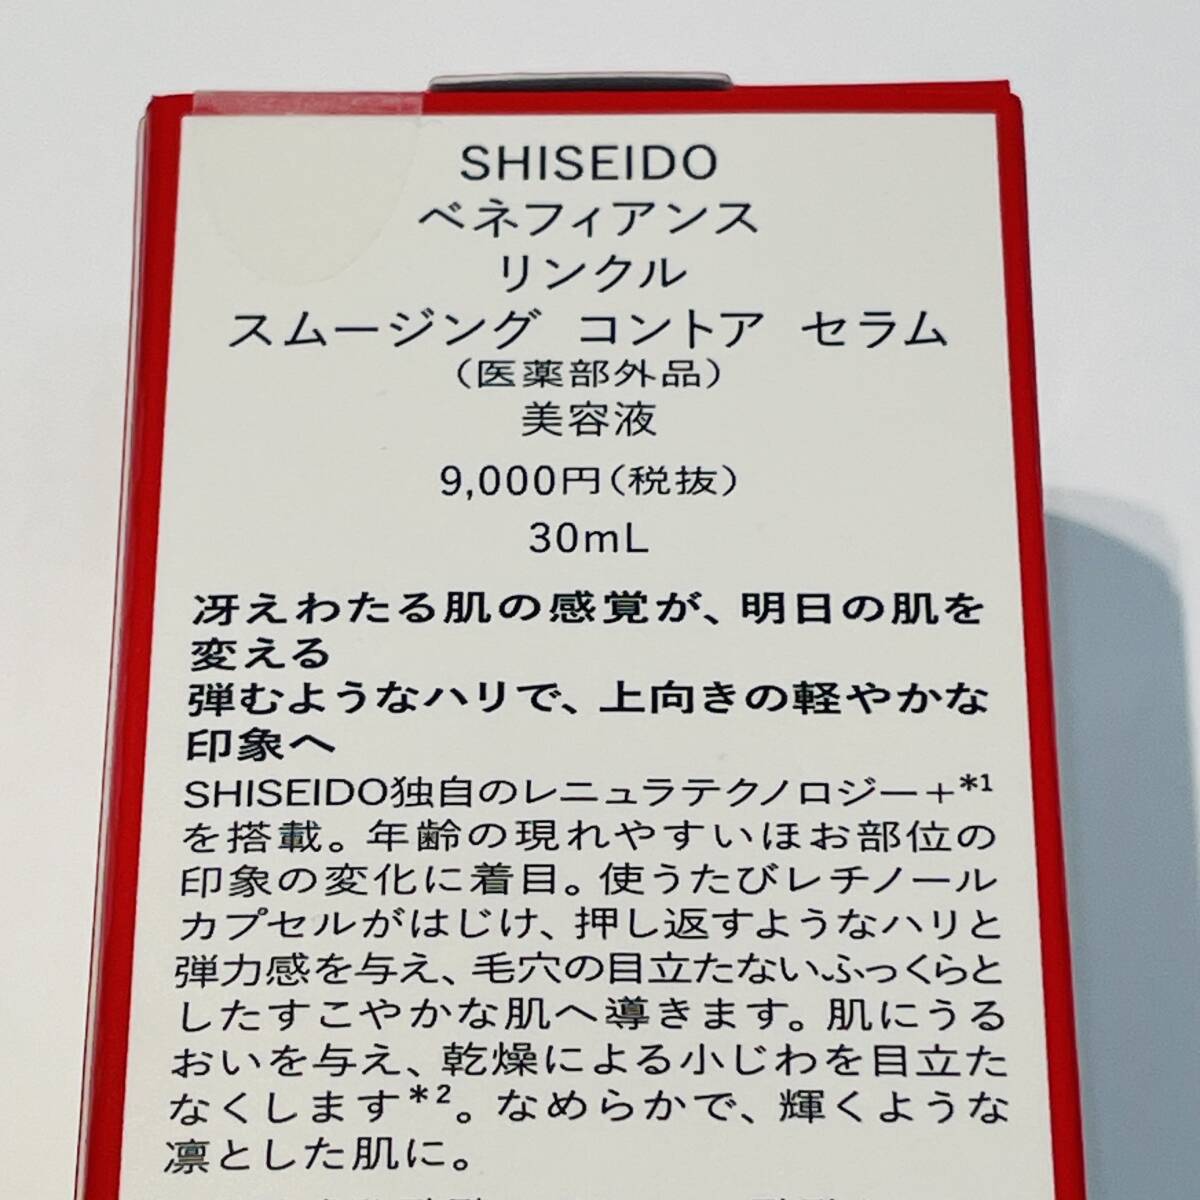 SHISEIDO
ベネフィアンス
リンクル
スムージング コントア セラム
（医薬部外品）
美容液
9,000円（税抜）
30mL
冴えわたる肌の感覚が、明日の肌を
変える
弾むようなハリで、上向きの軽やかな
印象へ
SHISEIDO独自のレニュラテクノロジー＋*1
を搭載。年齢の現れやすいほお部位の
印象の変化に着目。使うたびレチノール
カプセルがはじけ、押し返すようなハリと
弾力感を与え、毛穴の目立たないふっくらと
したすこやかな肌へ導きます。肌にうる
おいを与え、乾燥による小じわを目立た
なくします*2。なめらかで、輝くような
凛とした肌に。